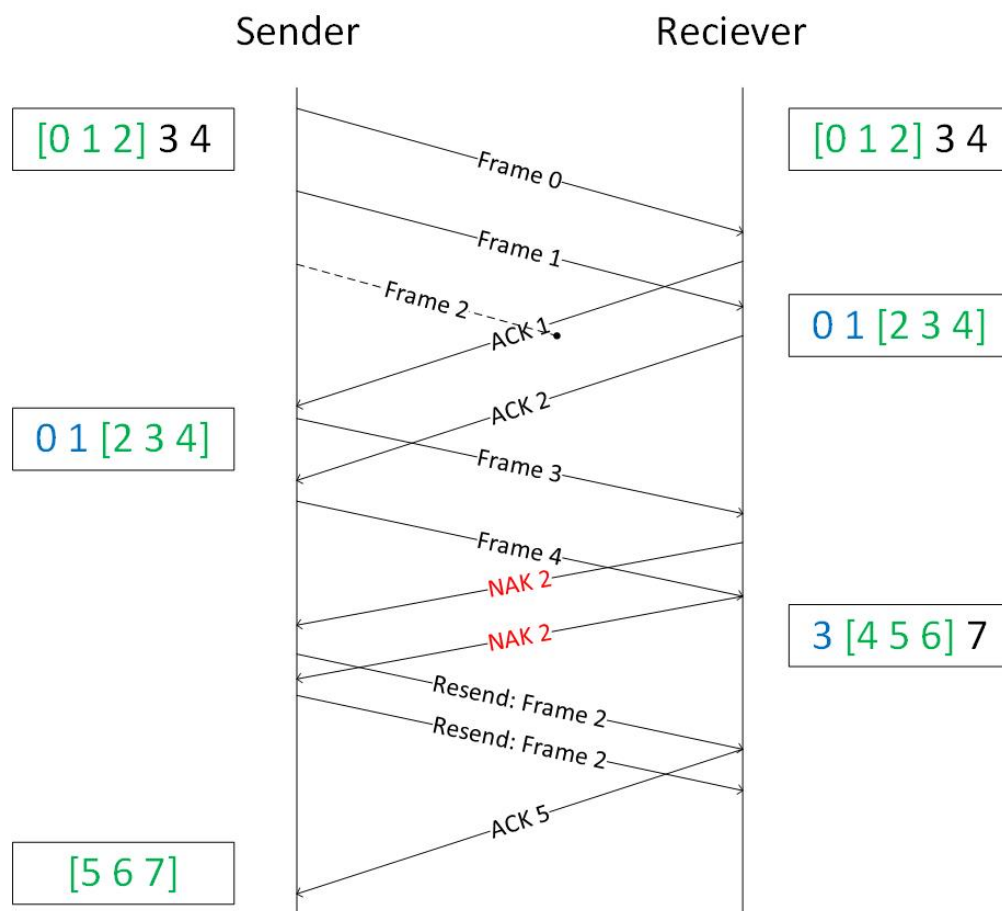 Sender
Reciever
[0 1 2] 3 4
[0 1 2] 3 4
Frame 0
Frame 1
Frame 2
ACK 1
0 1 [2 3 4]
ACK 2
0 1 [2 3 4]
Frame 3
Frame 4
NAK 2
3 [4 5 6] 7
NAK 2
Resend: Frame 2
Resend: Frame 2
ACK 5
[5 6 7]